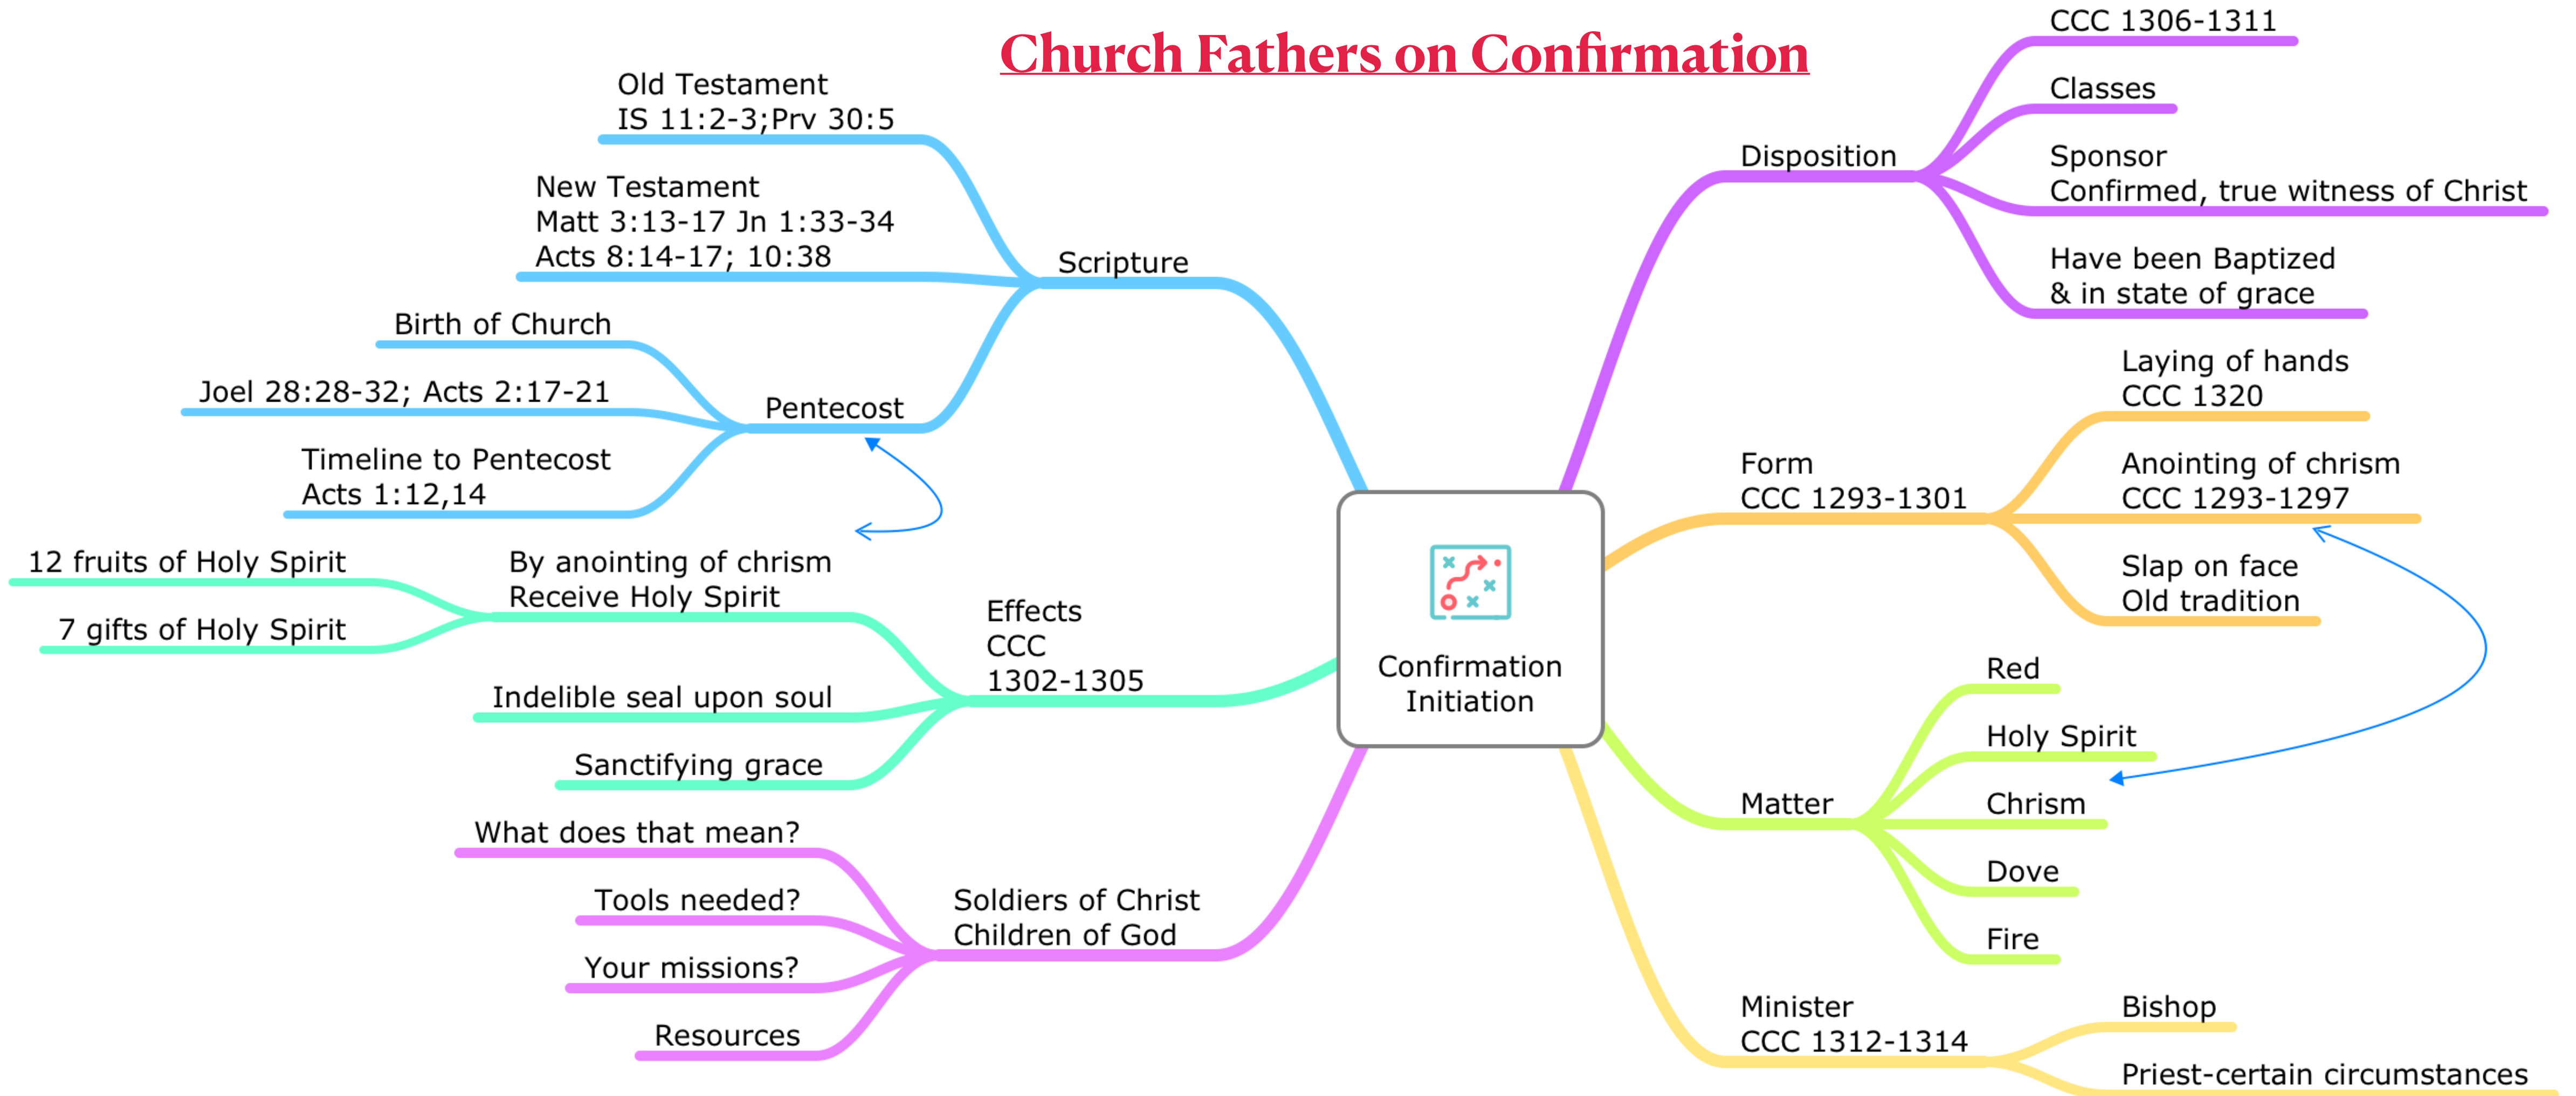 Church Fathers on Confirmation
Confirmation
Initiation
Scripture
Old Testament
IS 11:2-3;Prv 30:5
New Testament
Matt 3:13-17 Jn 1:33-34
Acts 8:14-17; 10:38
Pentecost
Birth of Church
Joel 28:28-32; Acts 2:17-21
Timeline to Pentecost
Acts 1:12,14
Effects
CCC
1302-1305
By anointing of chrism
Receive Holy Spirit
12 fruits of Holy Spirit
7 gifts of Holy Spirit
Indelible seal upon soul
Sanctifying grace
Soldiers of Christ
Children of God
What does that mean?
Tools needed?
Your missions?
Resources
Disposition
CCC 1306-1311
Classes
Sponsor
Confirmed, true witness of Christ
Have been Baptized
& in state of grace
Form
CCC 1293-1301
Laying of hands
CCC 1320
Anointing of chrism
CCC 1293-1297
Slap on face
Old tradition
Matter
Red
Holy Spirit
Chrism
Dove
Fire
Minister
CCC 1312-1314
Bishop
Priest-certain circumstances